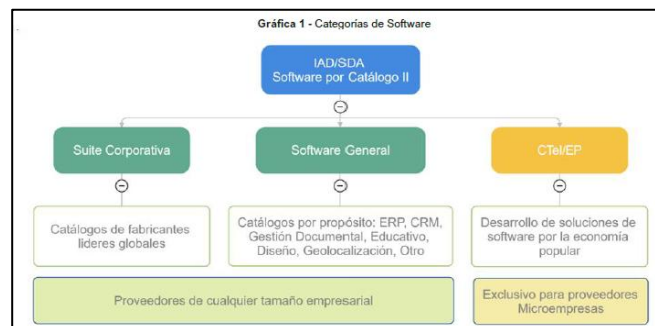 Gráfica 1 - Categorías de Software
IAD/SDA
Software por Catálogo II
Suite Corporativa
Software General
CTeI/EP
Catálogos de fabricantes
líderes globales
Catálogos por propósito: ERP, CRM,
Gestión Documental, Educativo,
Diseño, Geolocalización, Otro
Desarrollo de soluciones de
software por la economía
popular
Proveedores de cualquier tamaño empresarial
Exclusivo para proveedores
Microempresas